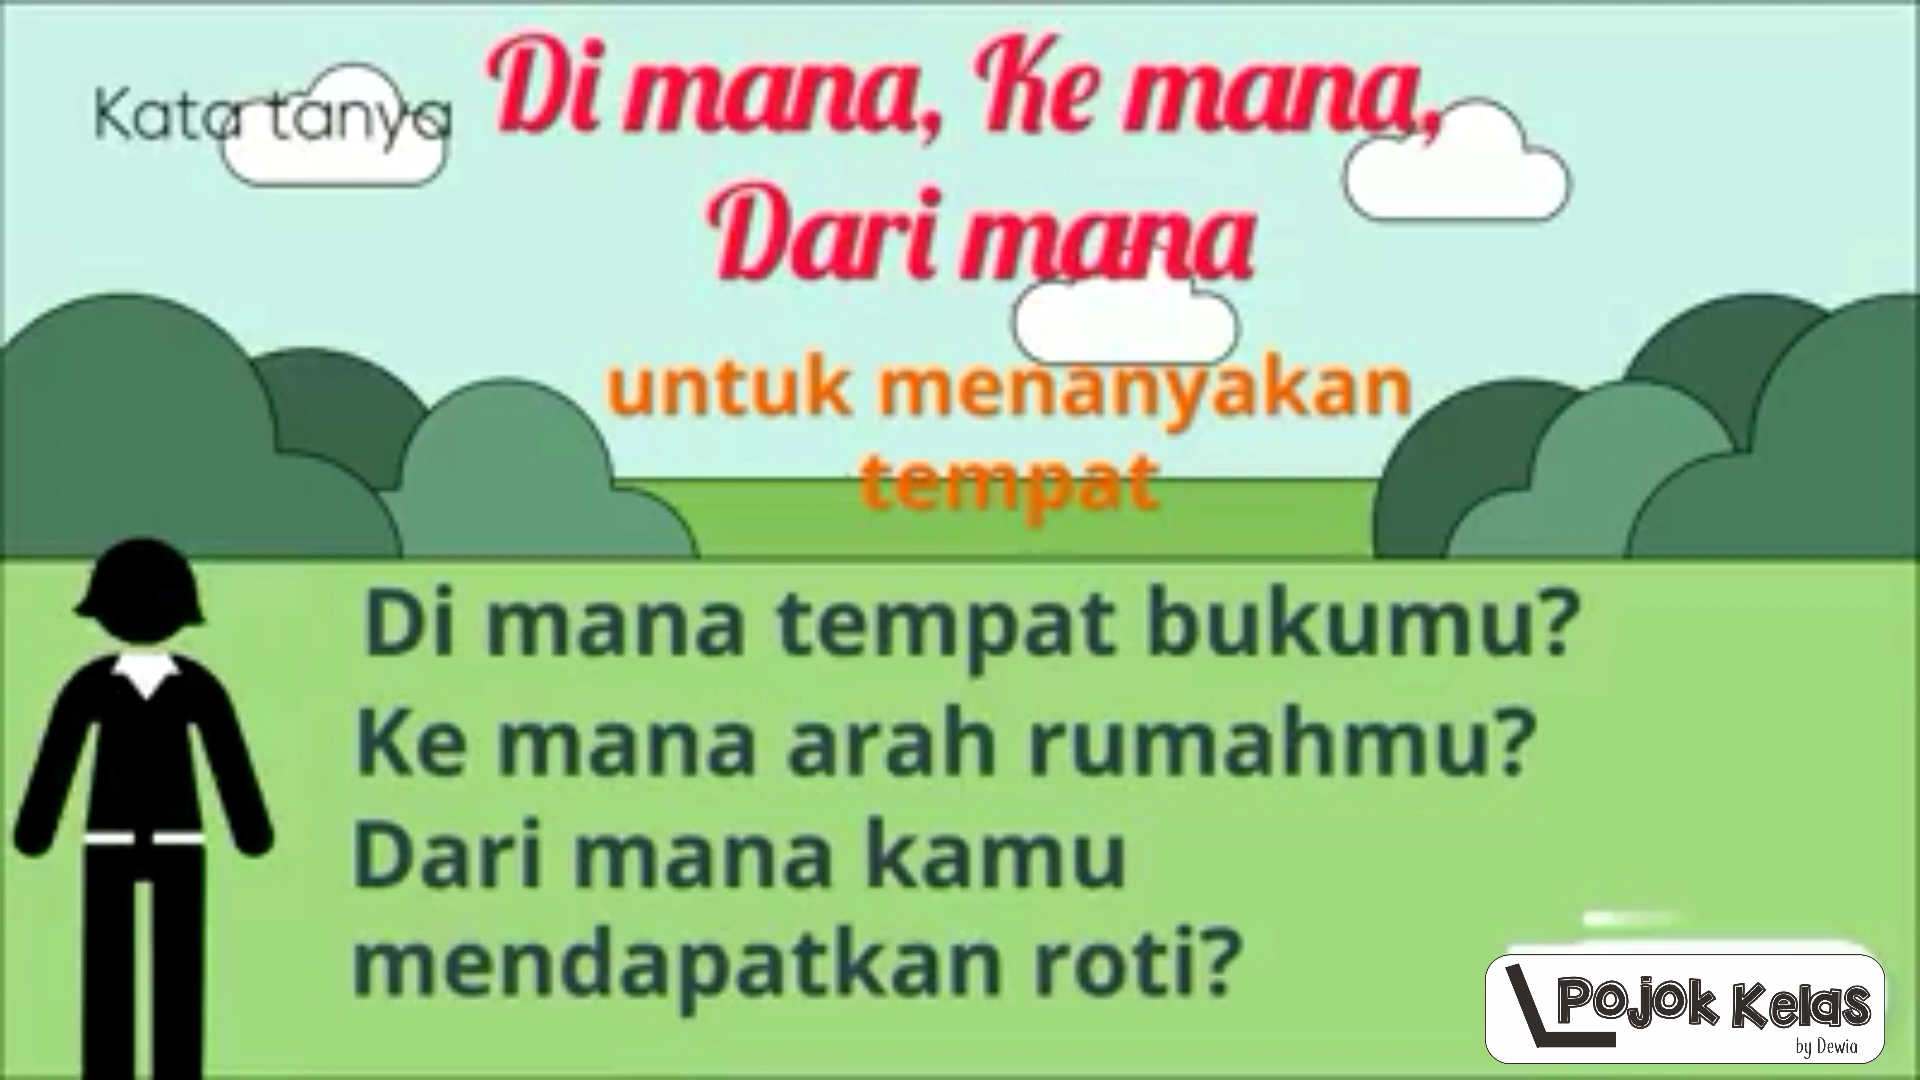 Kata tanya Di mana, Ke mana,
Dari mana
untuk menanyakan
tempat
Di mana tempat bukumu?
Ke mana arah rumahmu?
Dari mana kamu
mendapatkan roti?
Pojok Kelas
by Dewia